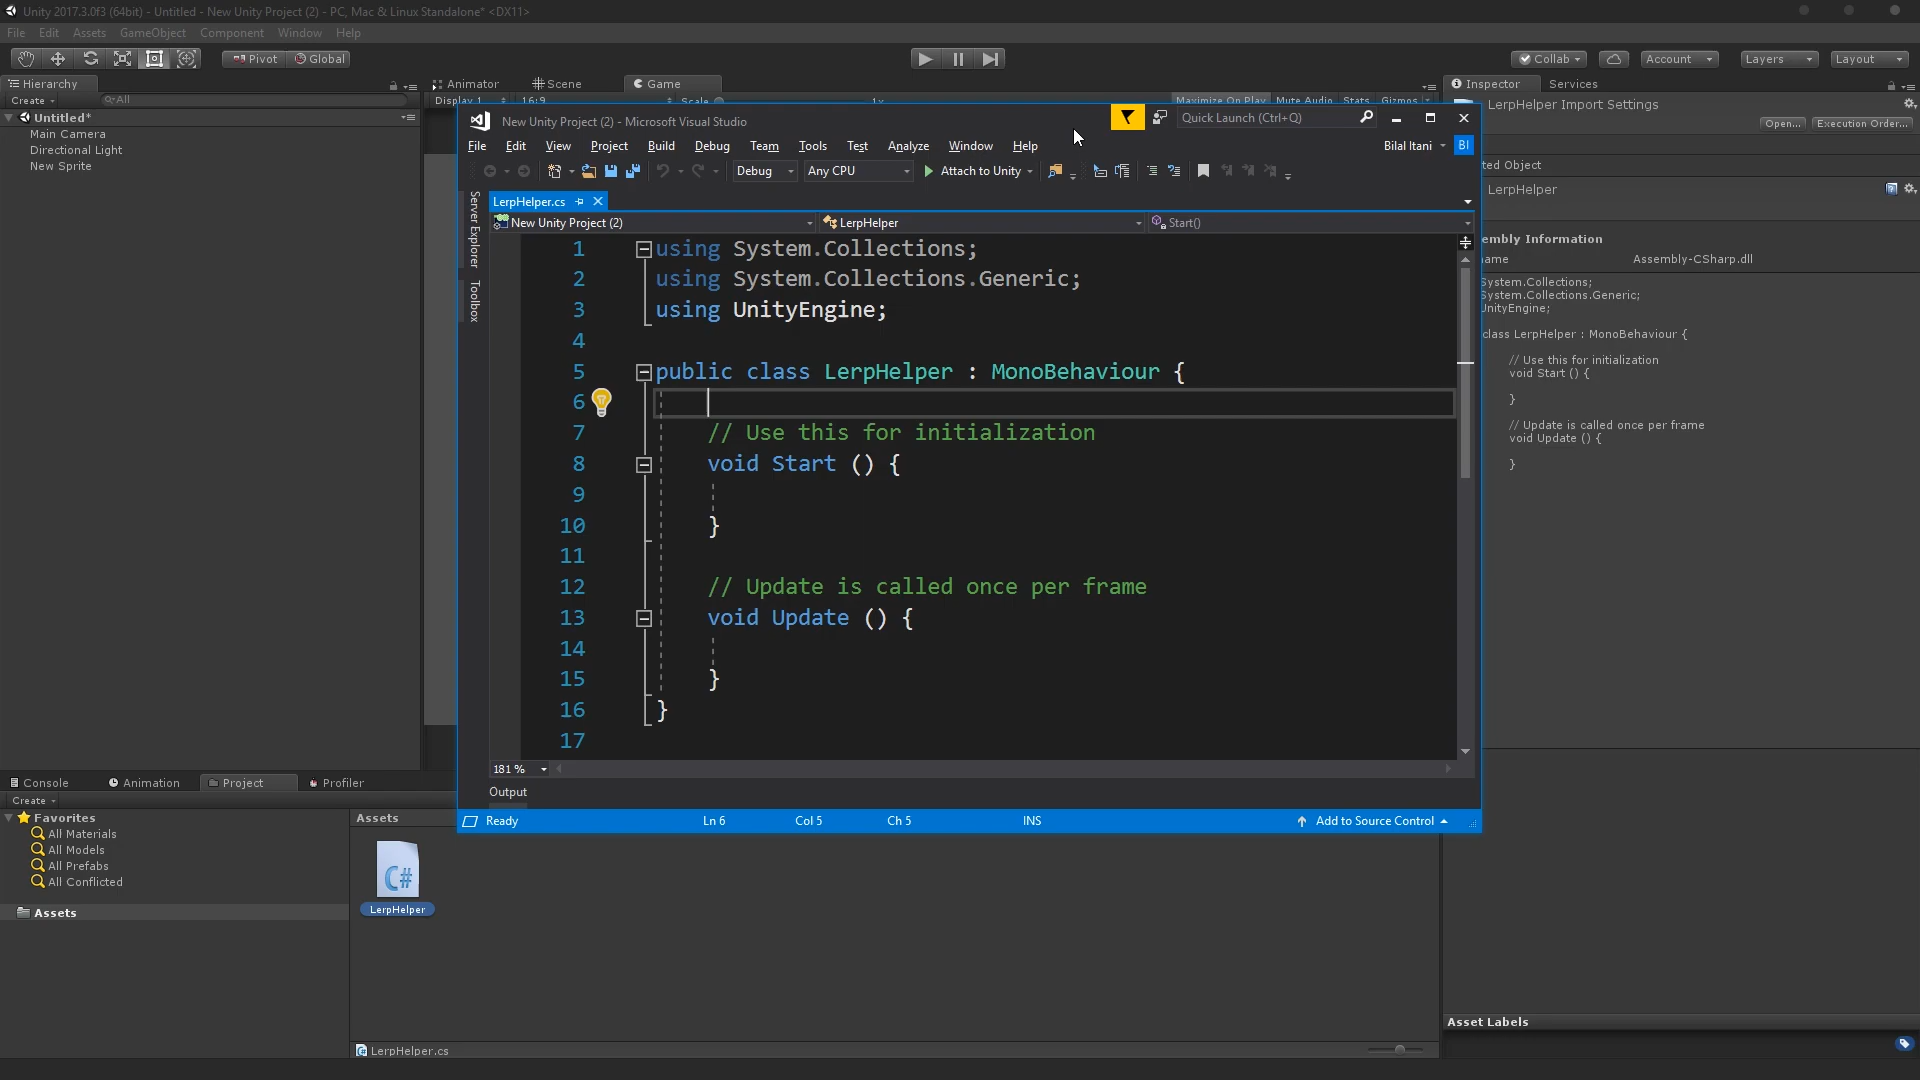 Unity 2017.3.0f3 (64bit) - Untitled - New Unity Project (2) - PC, Mac & Linux Standalone* <DX11>
File Edit Assets GameObject Component Window Help
Pivot Global
Collab Account Layers Layout
Hierarchy
Create All
Untitled*
Main Camera
Directional Light
New Sprite
Animator Scene Game
Display 1 16:9 Scale 1x Maximize On Play Mute Audio Stats Gizmos
New Unity Project (2) - Microsoft Visual Studio
Quick Launch (Ctrl+Q)
File Edit View Project Build Debug Team Tools Test Analyze Window Help
Bilal Itani BI
Debug Any CPU Attach to Unity
Server Explorer
Toolbox
LerpHelper.cs
New Unity Project (2) LerpHelper Start()
1 using System.Collections;
2 using System.Collections.Generic;
3 using UnityEngine;
4
5 public class LerpHelper : MonoBehaviour {
6
7 // Use this for initialization
8 void Start () {
9
10 }
11
12 // Update is called once per frame
13 void Update () {
14
15 }
16 }
17
181 %
Output
Ready Ln 6 Col 5 Ch 5 INS Add to Source Control
Inspector Services
LerpHelper Import Settings
Open... Execution Order...
ted Object
LerpHelper
embly Information
name Assembly-CSharp.dll
System.Collections;
System.Collections.Generic;
UnityEngine;
class LerpHelper : MonoBehaviour {
// Use this for initialization
void Start () {
}
// Update is called once per frame
void Update () {
}
Console Animation Project Profiler
Create
Favorites
All Materials
All Models
All Prefabs
All Conflicted
Assets
Assets
C#
LerpHelper
LerpHelper.cs
Asset Labels